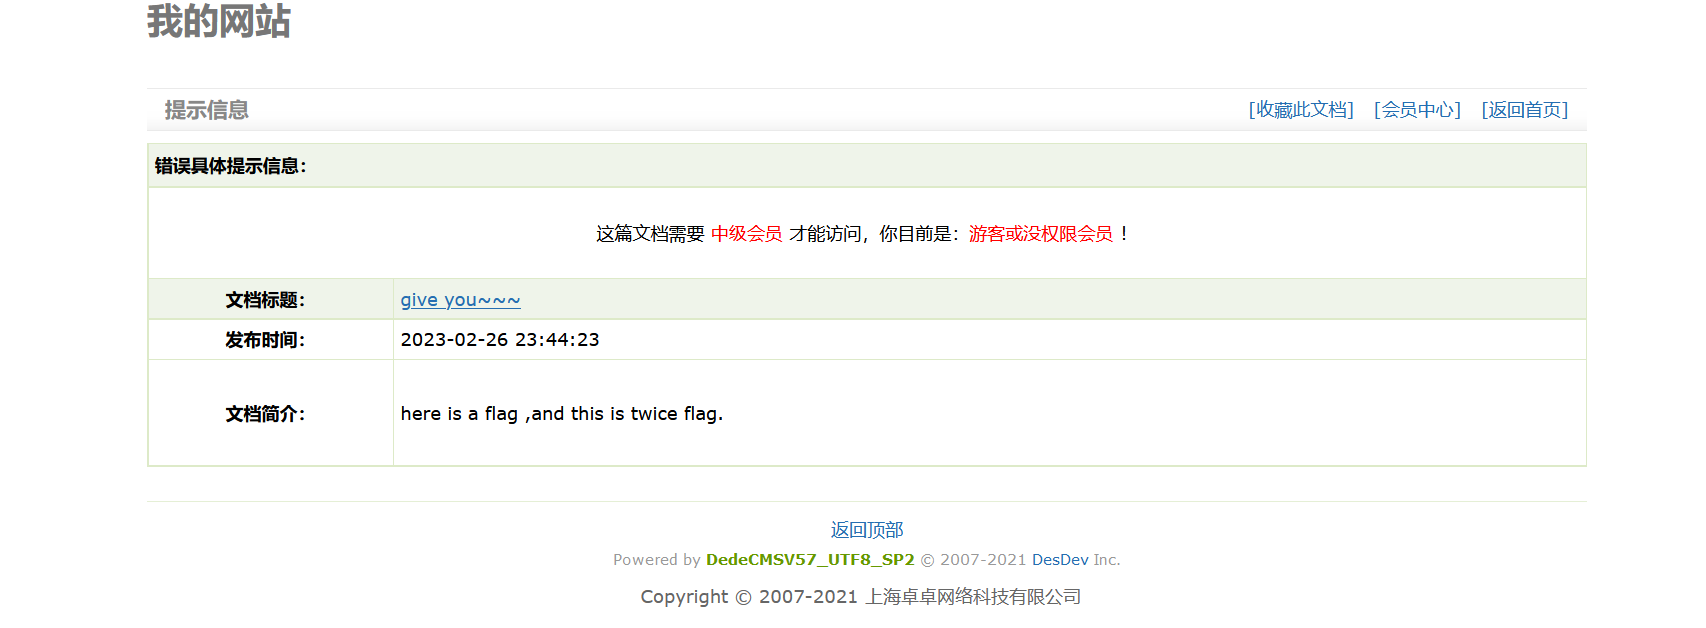 我的网站
提示信息 [收藏此文档] [会员中心] [返回首页]
错误具体提示信息：
这篇文档需要 中级会员 才能访问，你目前是：游客或没权限会员 ！
文档标题： give you~~~
发布时间： 2023-02-26 23:44:23
文档简介： here is a flag ,and this is twice flag.
返回顶部
Powered by DedeCMSV57_UTF8_SP2 © 2007-2021 DesDev Inc.
Copyright © 2007-2021 上海卓卓网络科技有限公司